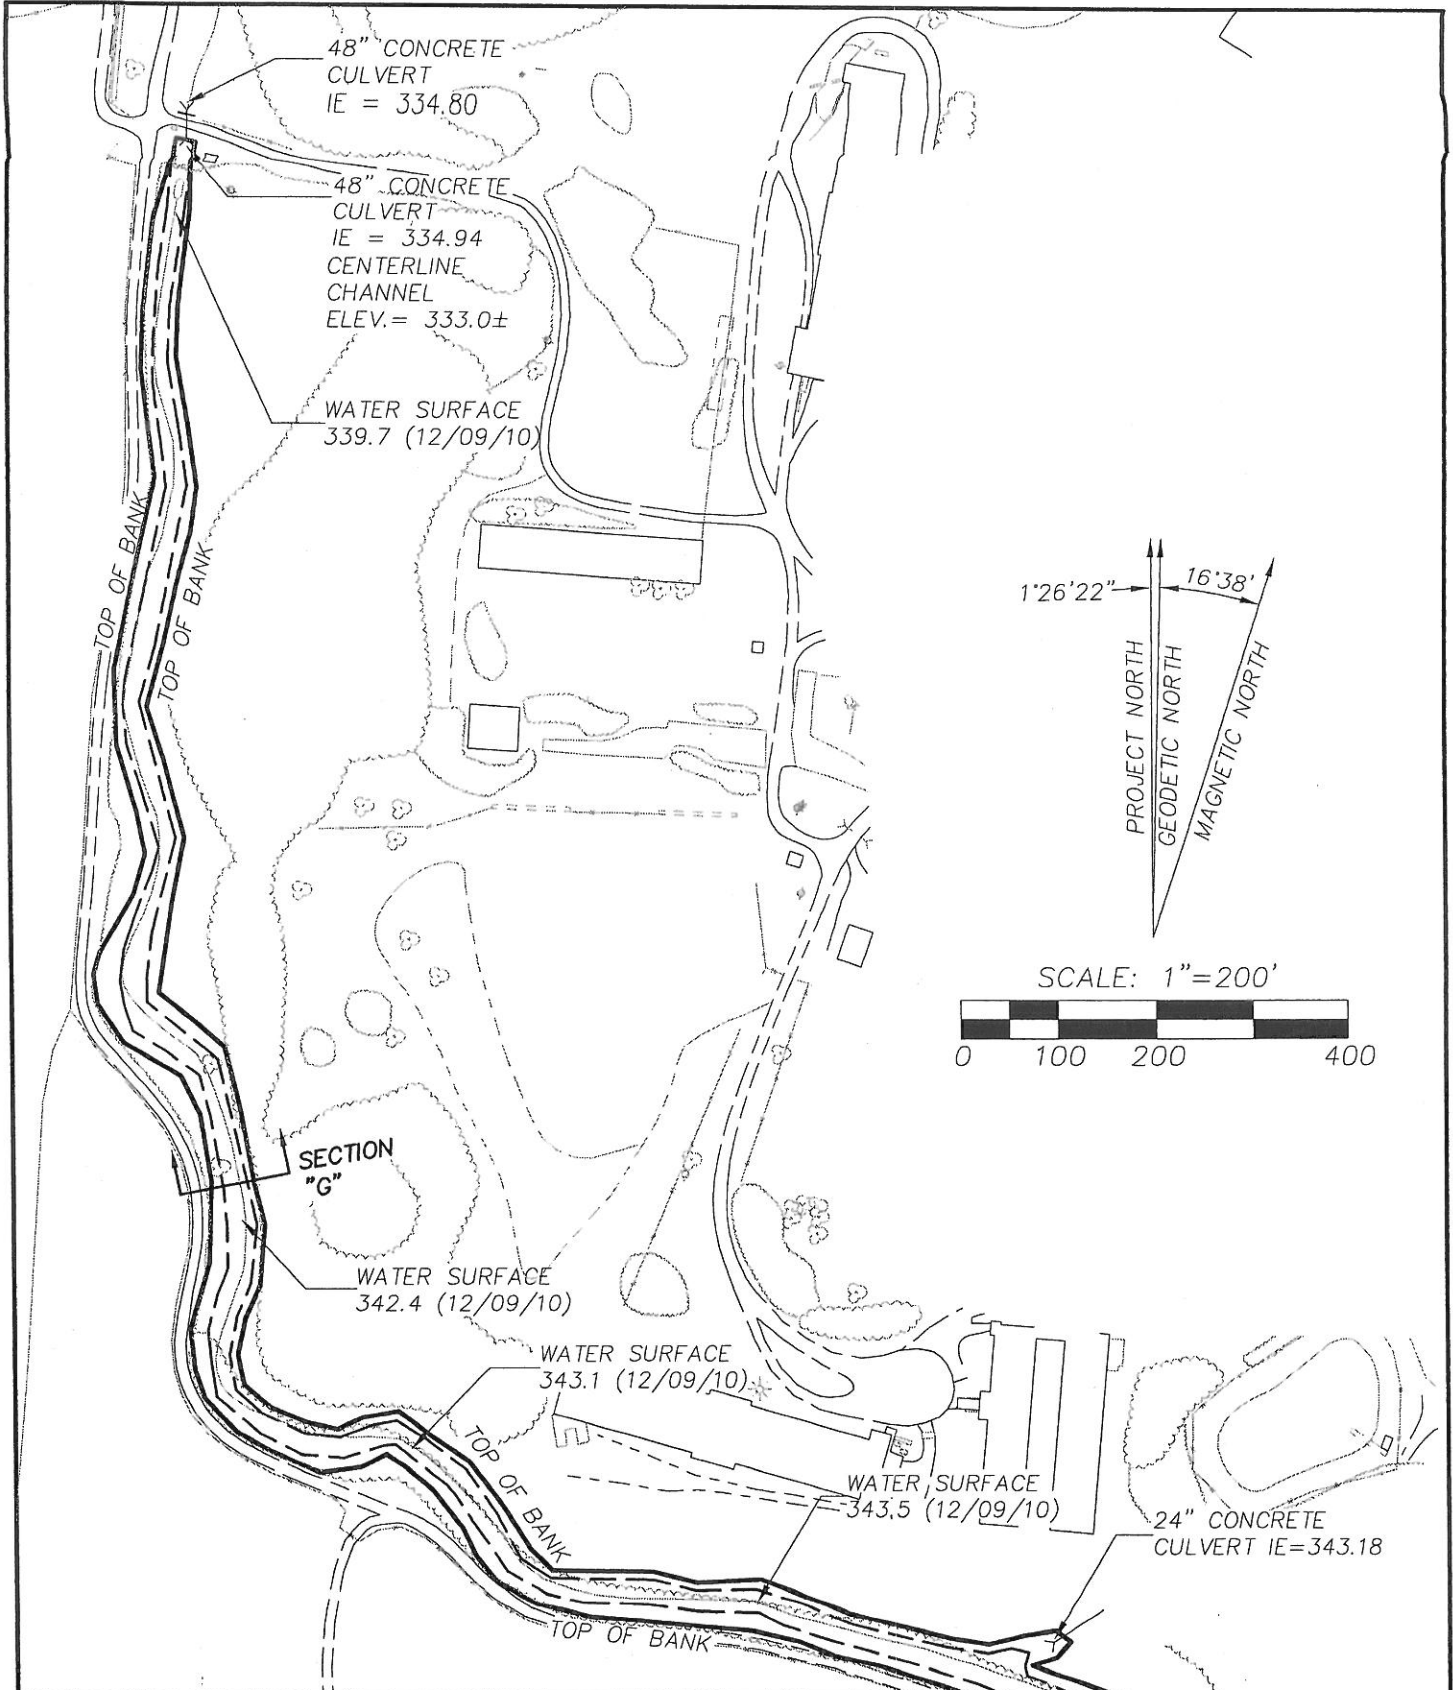 48" CONCRETE
CULVERT
IE = 334.80
48" CONCRETE
CULVERT
IE = 334.94
CENTERLINE
CHANNEL
ELEV.= 333.0±
WATER SURFACE
339.7 (12/09/10)
TOP OF BANK
TOP OF BANK
1°26'22"
16°38'
PROJECT NORTH
GEODETIC NORTH
MAGNETIC NORTH
SCALE: 1"=200'
0 100 200 400
SECTION
"G"
WATER SURFACE
342.4 (12/09/10)
WATER SURFACE
343.1 (12/09/10)
TOP OF BANK
WATER SURFACE
343.5 (12/09/10)
24" CONCRETE
CULVERT IE=343.18
TOP OF BANK